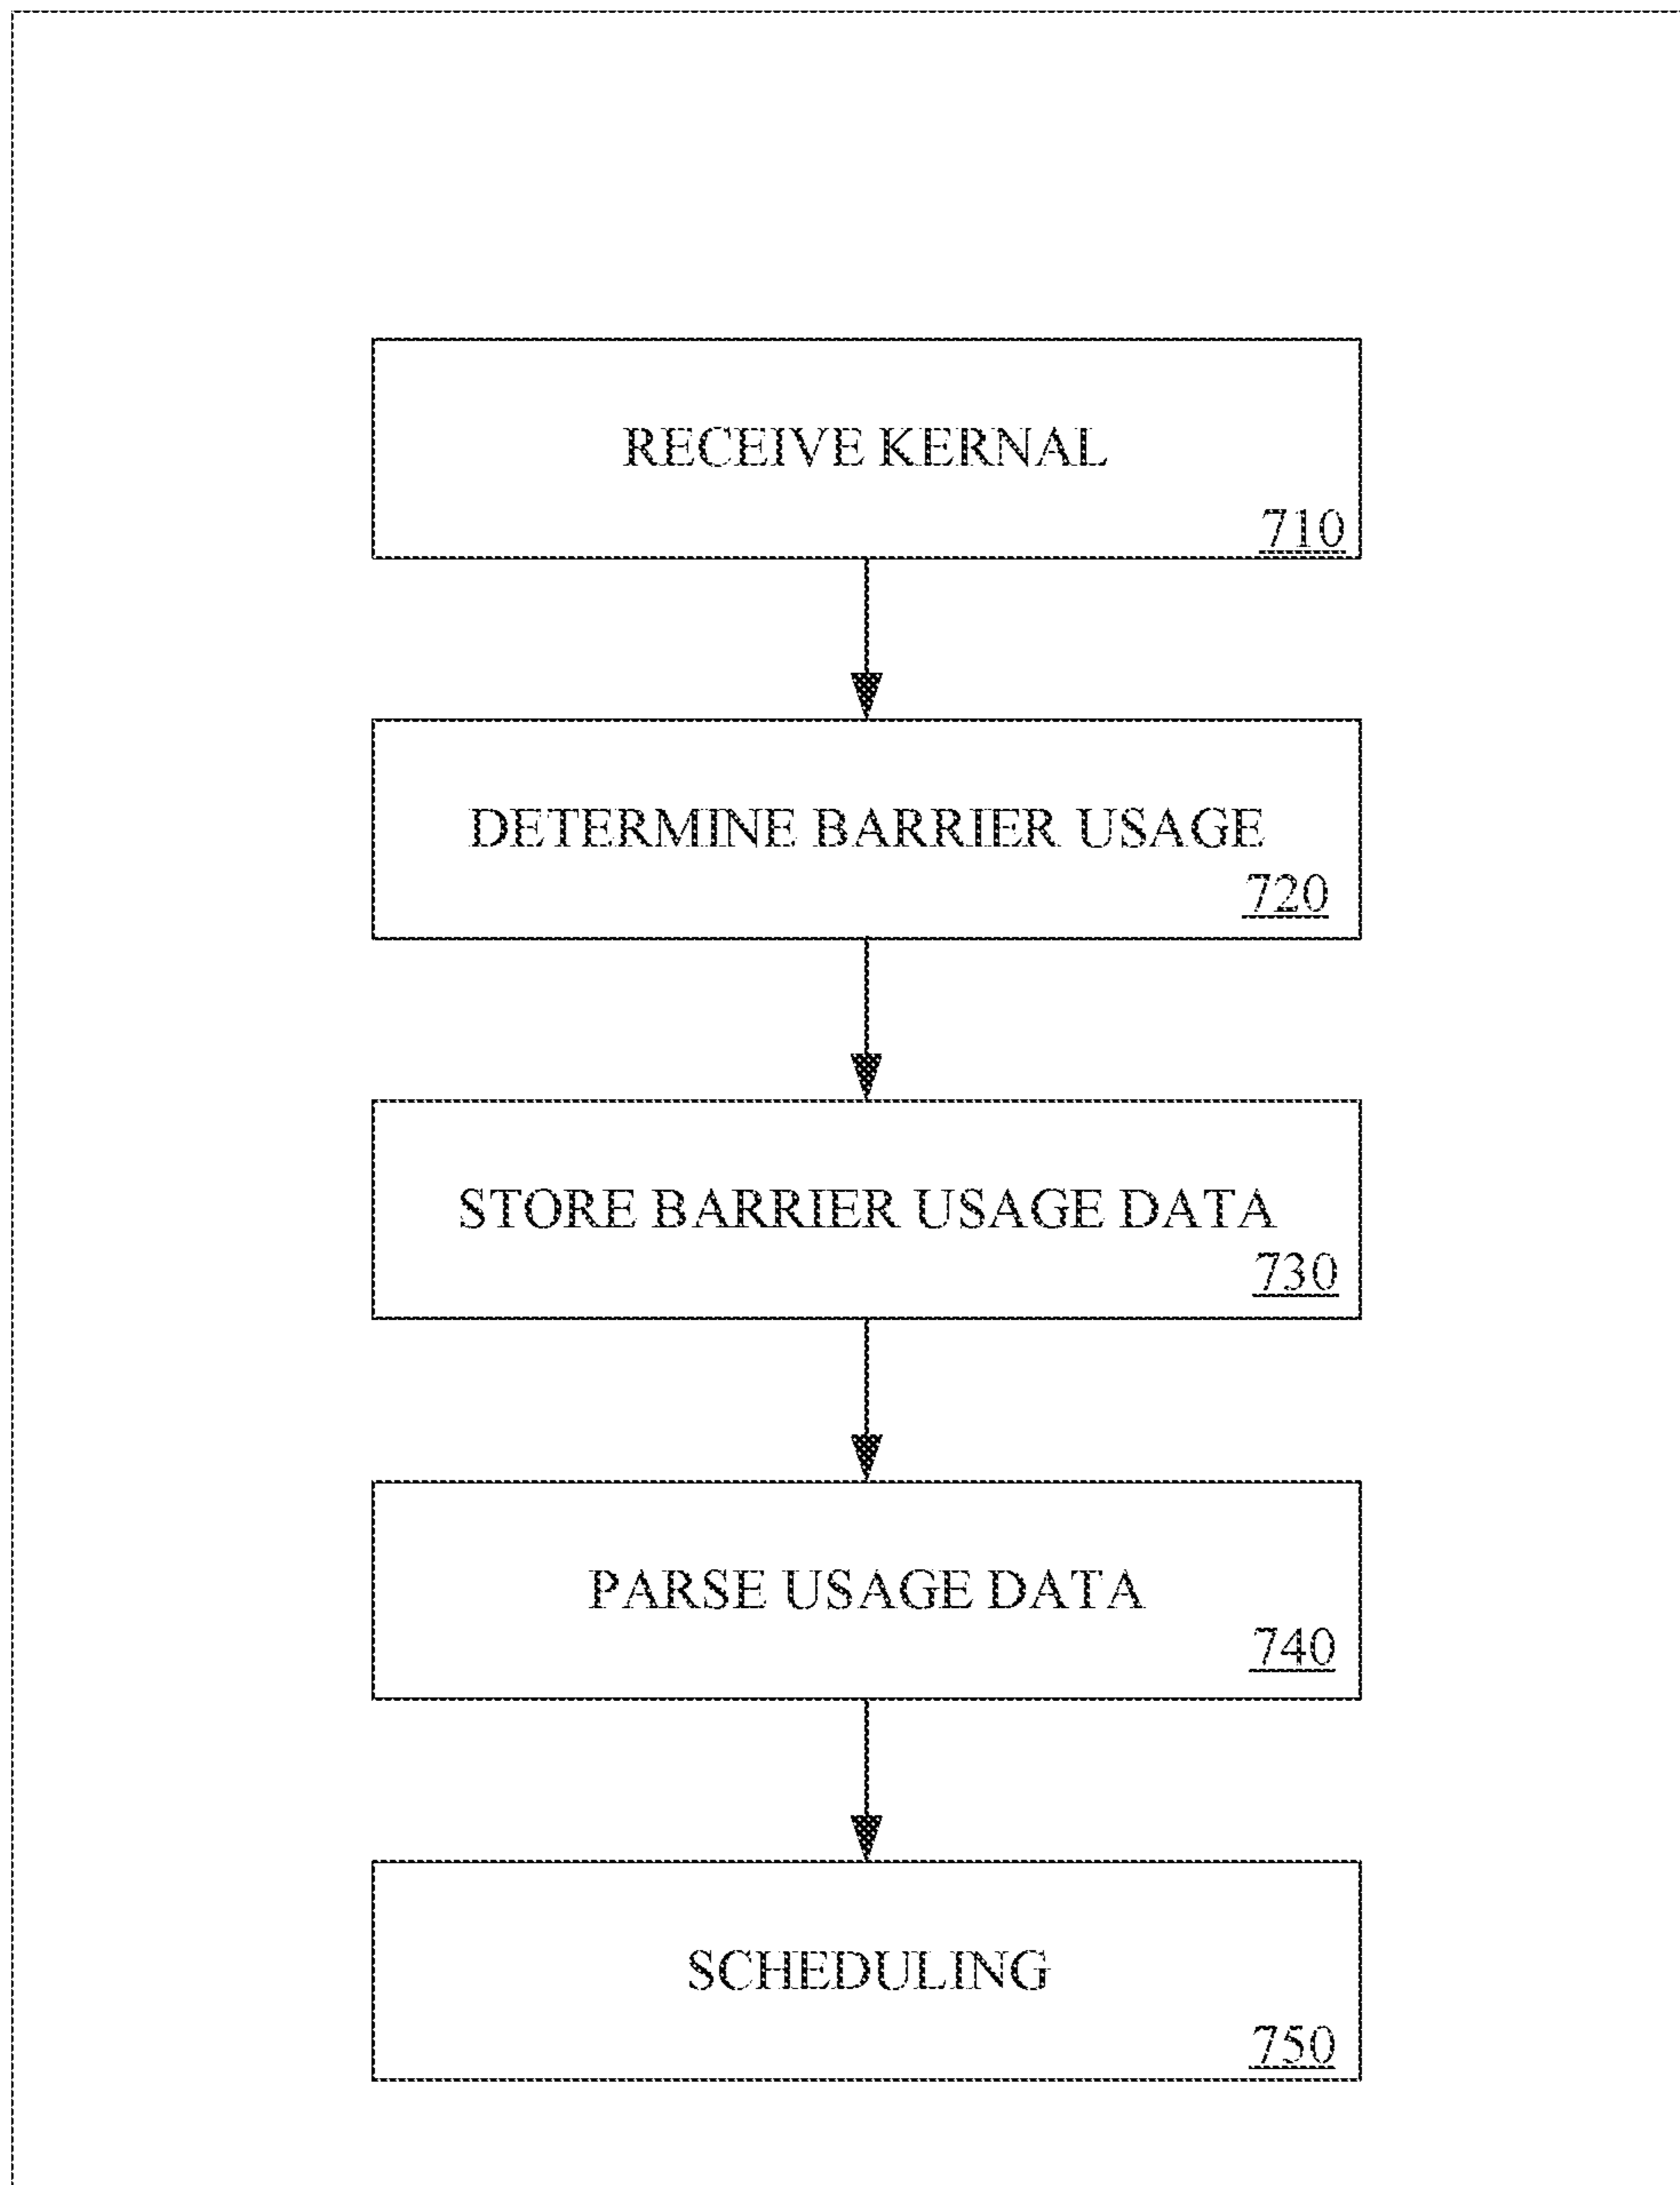 RECEIVE KERNAL
710
DETERMINE BARRIER USAGE
720
STORE BARRIER USAGE DATA
730
PARSE USAGE DATA
740
SCHEDULING
750